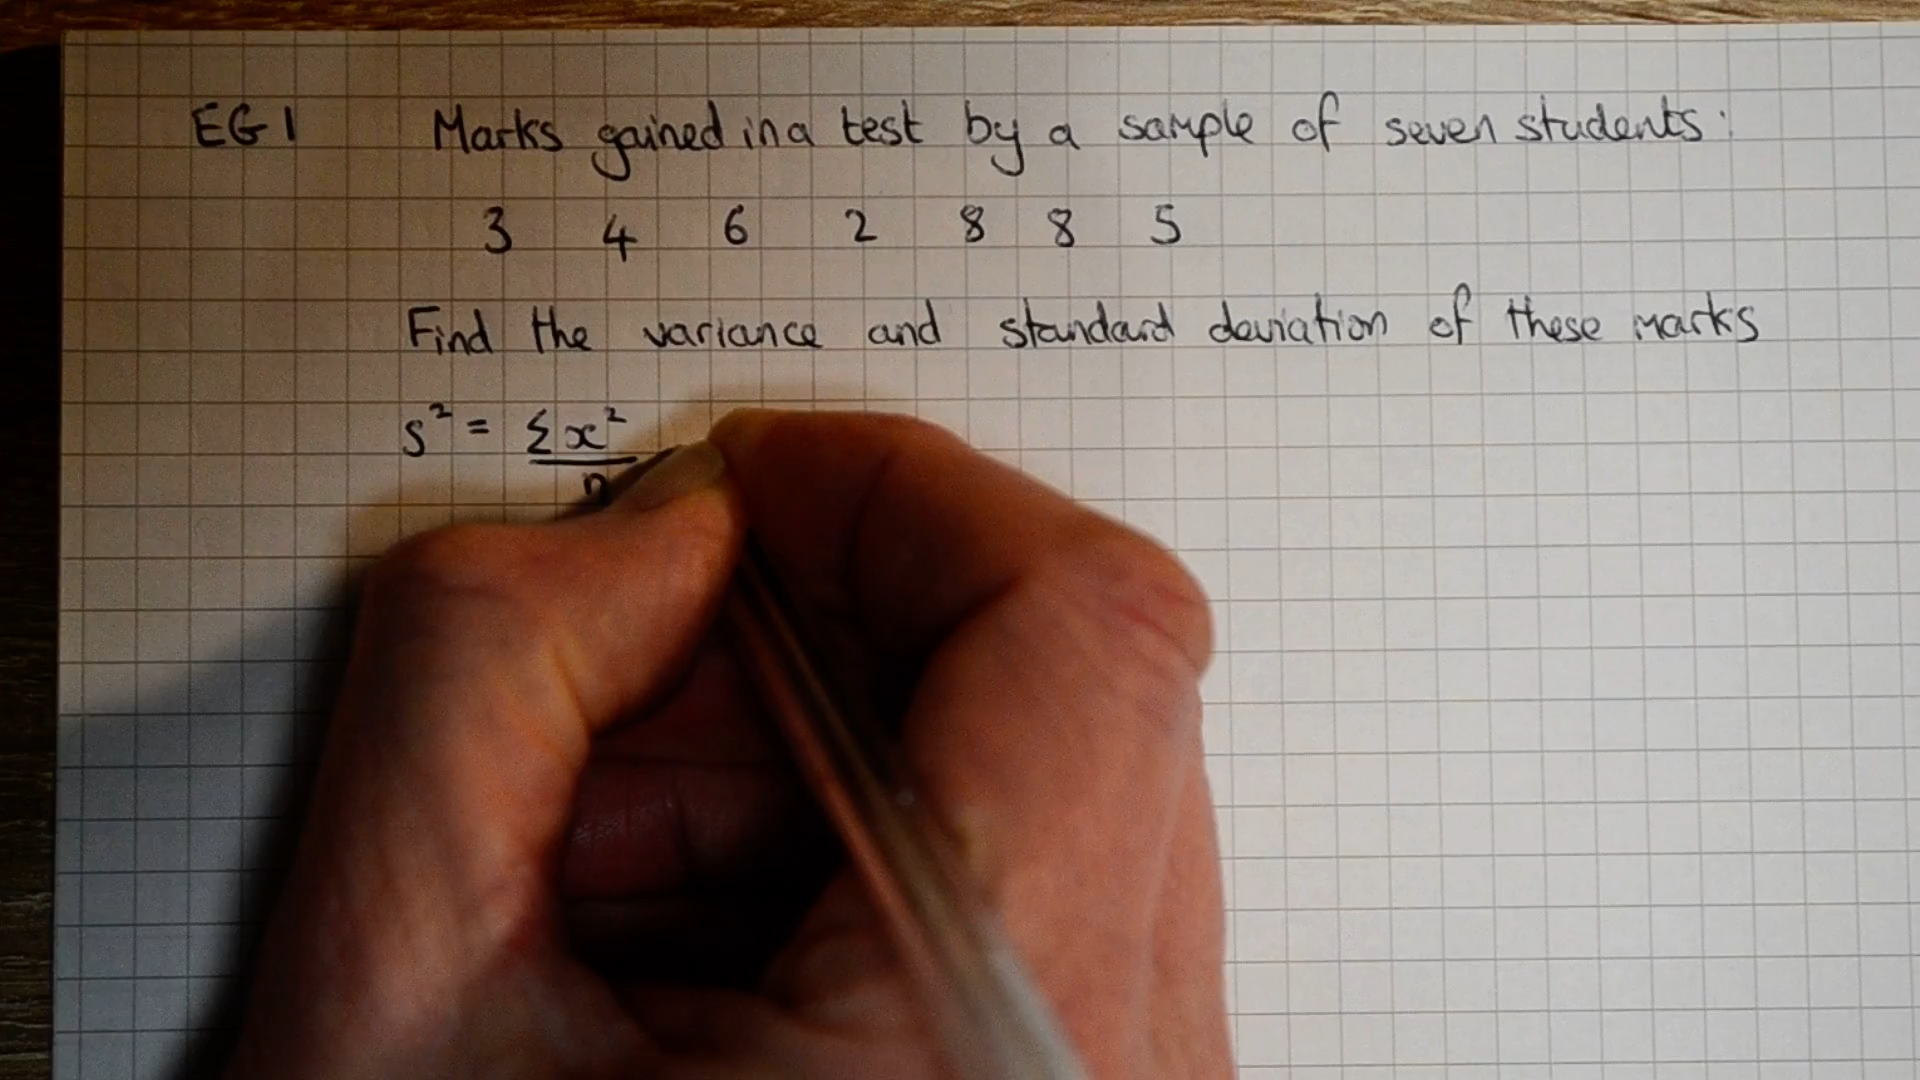 EG1 Marks gained in a test by a sample of seven students:
3 4 6 2 8 8 5
Find the variance and standard deviation of these marks
s² = Σx²
n